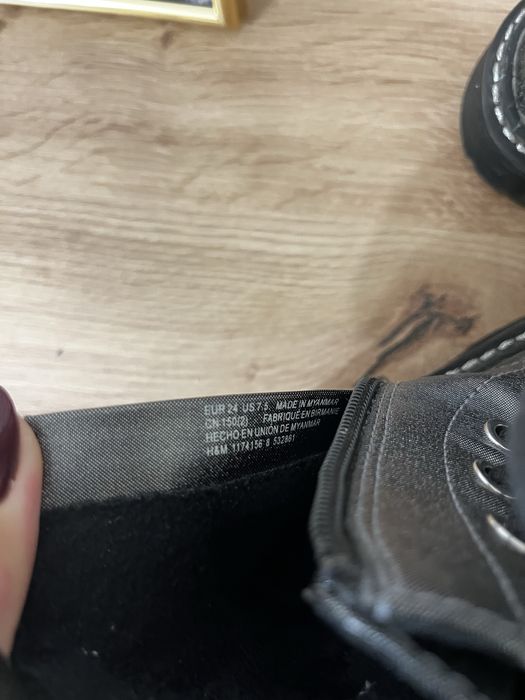 EUR 24 US 7.5 MADE IN MYANMAR
CN 150(2) FABRIQUÉ EN BIRMANIE
HECHO EN UNIÓN DE MYANMAR
H&M 1174156 8 532861